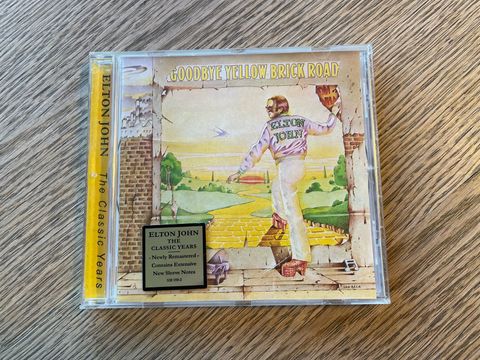 GOODBYE YELLOW BRICK ROAD
ELTON JOHN The Classic Years
ELTON
JOHN
ELTON JOHN
THE
CLASSIC YEARS
- Newly Remastered -
Contains Extensive
New Sleeve Notes